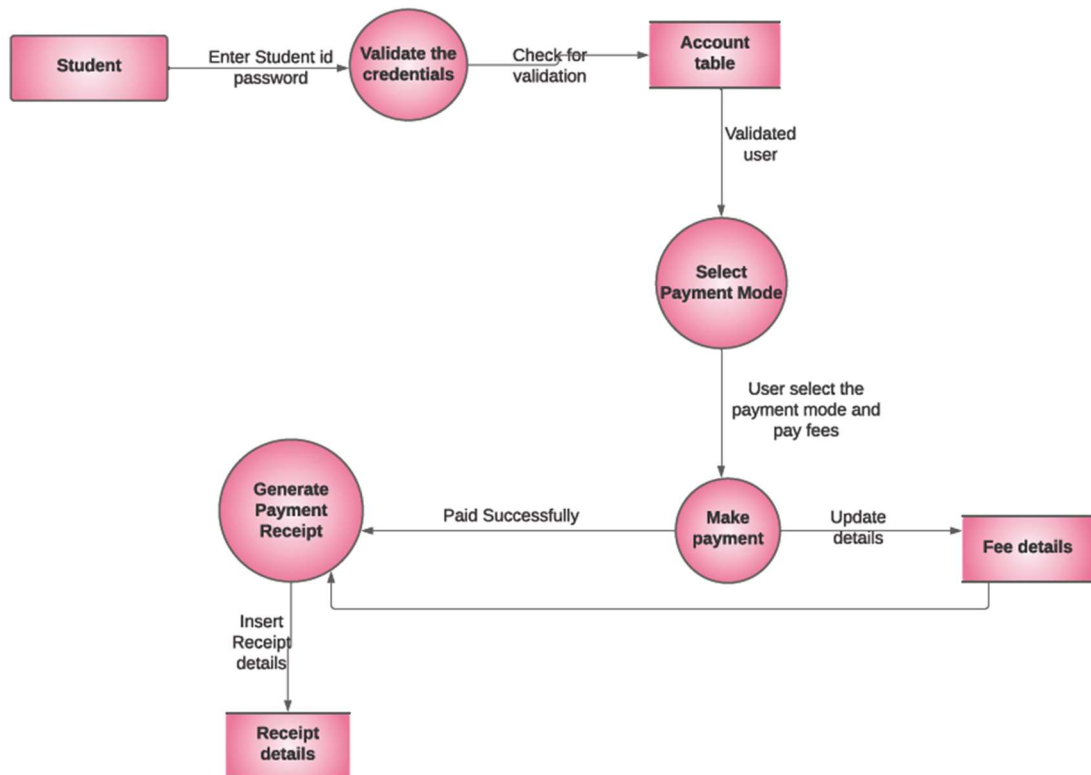 Student
Enter Student id
password
Validate the
credentials
Check for
validation
Account
table
Validated
user
Select
Payment Mode
User select the
payment mode and
pay fees
Generate
Payment
Receipt
Paid Successfully
Make
payment
Update
details
Fee details
Insert
Receipt
details
Receipt
details